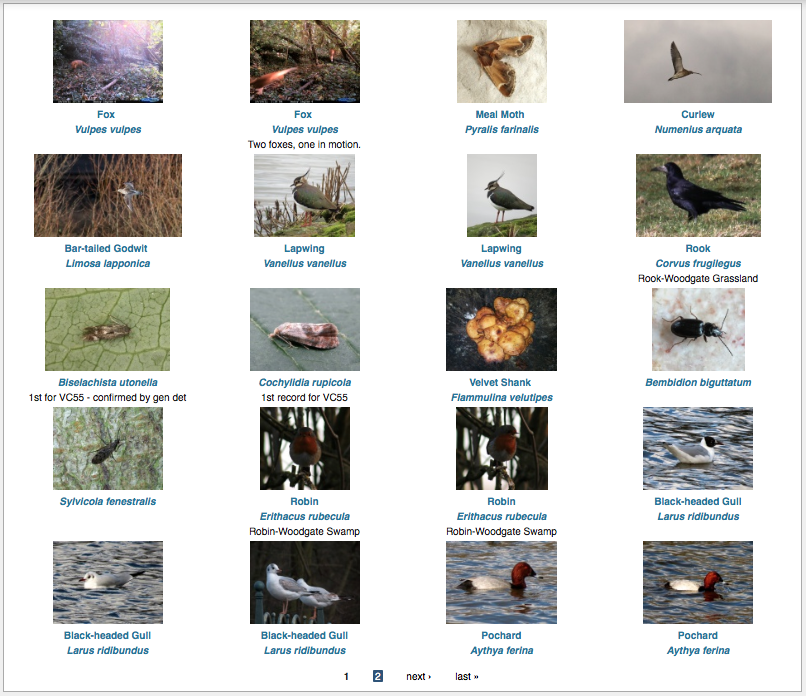 Fox
Vulpes vulpes
Fox
Vulpes vulpes
Two foxes, one in motion.
Meal Moth
Pyralis farinalis
Curlew
Numenius arquata
Bar-tailed Godwit
Limosa lapponica
Lapwing
Vanellus vanellus
Lapwing
Vanellus vanellus
Rook
Corvus frugilegus
Rook-Woodgate Grassland
Biselachista utonella
1st for VC55 - confirmed by gen det
Cochylidia rupicola
1st record for VC55
Velvet Shank
Flammulina velutipes
Bembidion biguttatum
Sylvicola fenestralis
Robin
Erithacus rubecula
Robin-Woodgate Swamp
Robin
Erithacus rubecula
Robin-Woodgate Swamp
Black-headed Gull
Larus ridibundus
Black-headed Gull
Larus ridibundus
Black-headed Gull
Larus ridibundus
Pochard
Aythya ferina
Pochard
Aythya ferina
1 2 next › last »